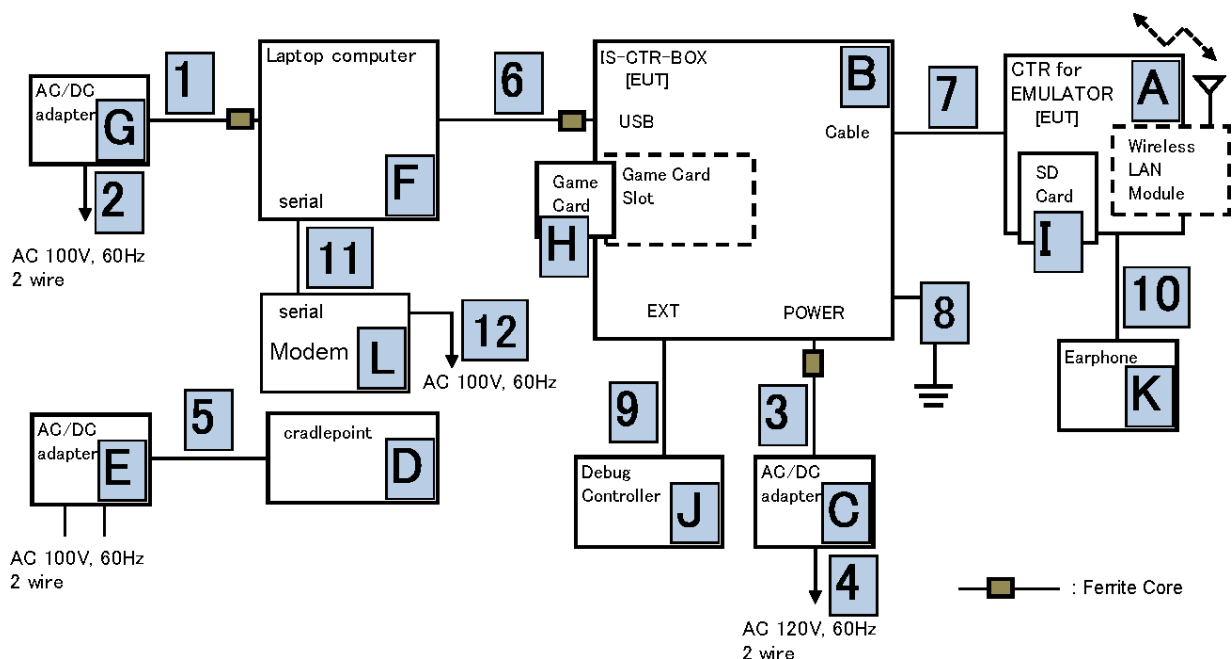 1
Laptop computer
6
IS-CTR-BOX
[EUT]
B
7
CTR for
EMULATOR
[EUT]
A
AC/DC
adapter
G
USB
Cable
Wireless
LAN
Module
2
F
Game
Card
H
Game Card
Slot
SD
Card
I
serial
AC 100V, 60Hz
2 wire
11
10
serial
Modem
L
12
AC 100V, 60Hz
EXT
POWER
8
Earphone
K
AC/DC
adapter
E
5
cradlepoint
D
9
3
Debug
Controller
J
AC/DC
adapter
C
AC 100V, 60Hz
2 wire
4
AC 120V, 60Hz
2 wire
: Ferrite Core